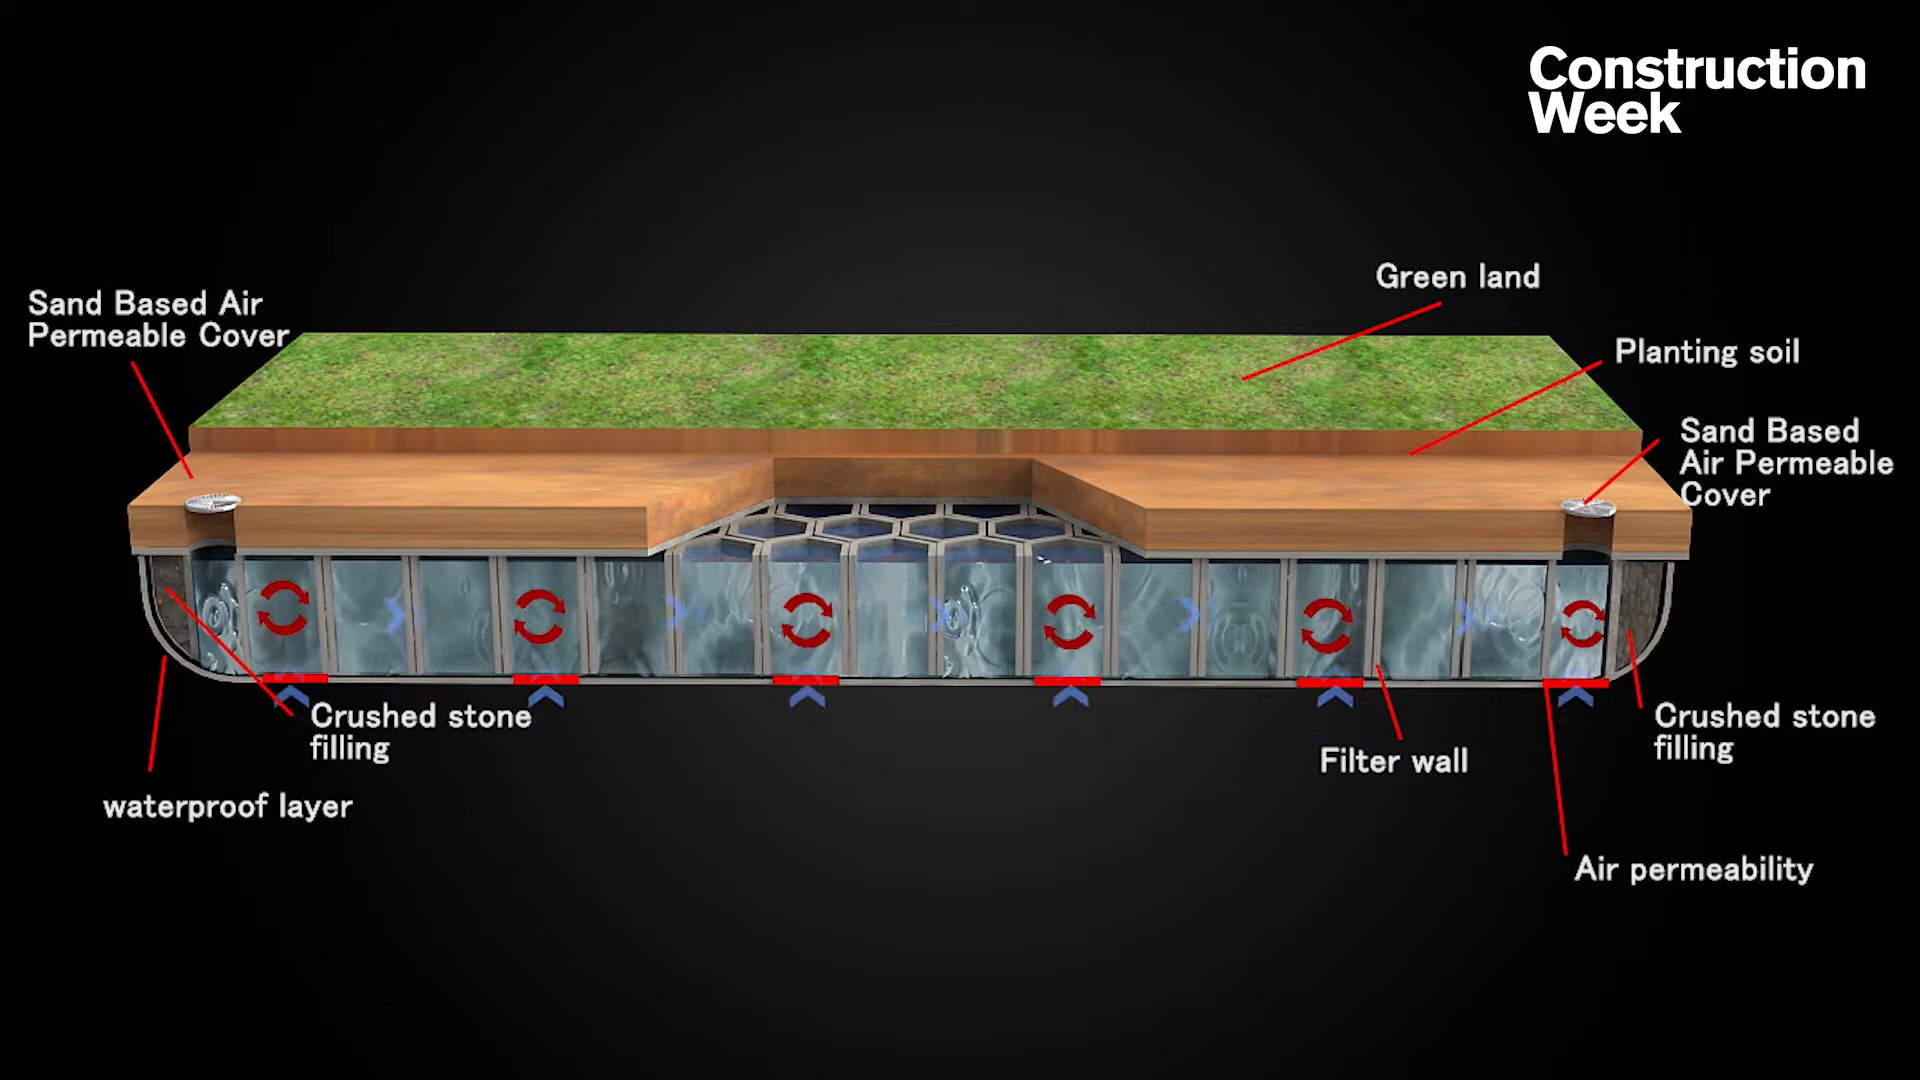 Construction
Week
Green land
Sand Based Air
Permeable Cover
Planting soil
Sand Based
Air Permeable
Cover
Crushed stone
filling
Crushed stone
filling
Filter wall
waterproof layer
Air permeability